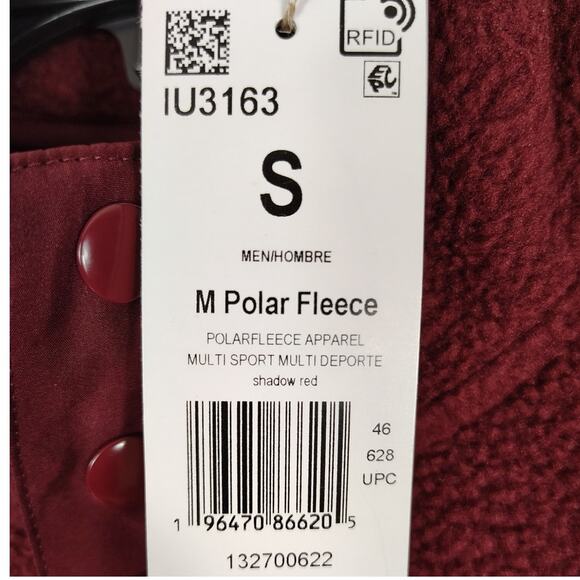 RFID
EPC
IU3163
S
MEN/HOMBRE
M Polar Fleece
POLARFLEECE APPAREL
MULTI SPORT MULTI DEPORTE
shadow red
46
628
UPC
1 96470 86620 5
132700622